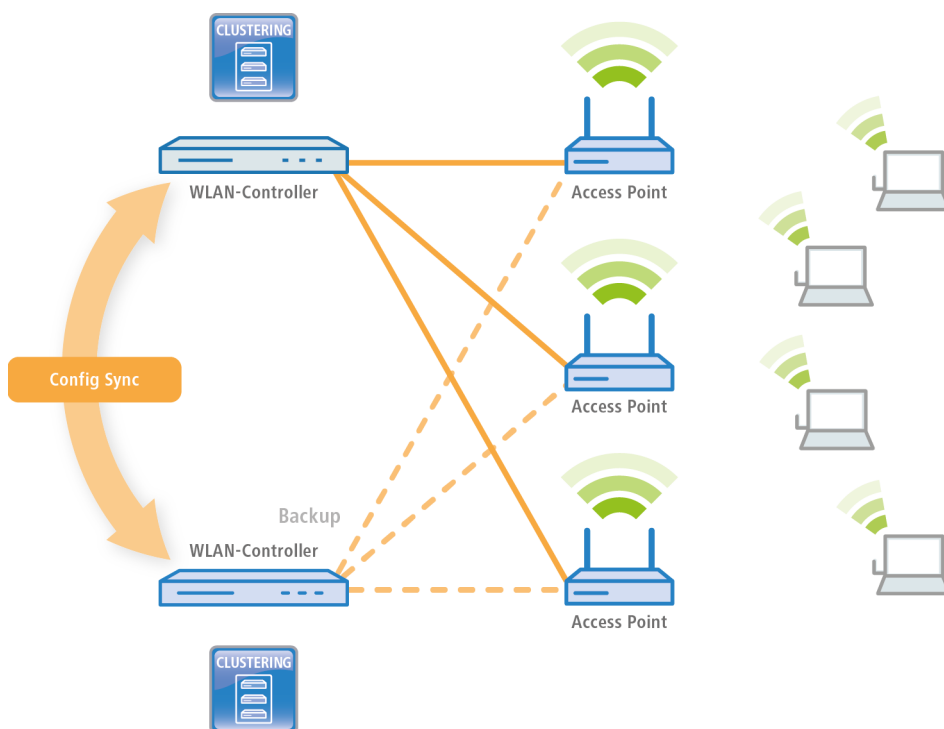 CLUSTERING
WLAN-Controller
Access Point
Access Point
Config Sync
Backup
WLAN-Controller
Access Point
CLUSTERING